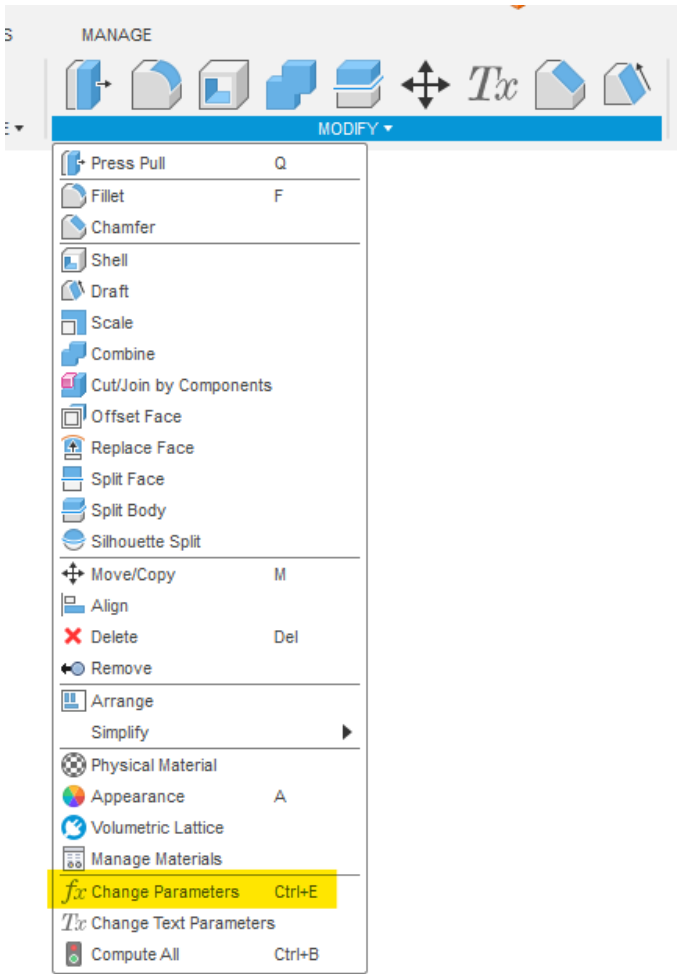 S MANAGE
Tx
E MODIFY
Press Pull Q
Fillet F
Chamfer
Shell
Draft
Scale
Combine
Cut/Join by Components
Offset Face
Replace Face
Split Face
Split Body
Silhouette Split
Move/Copy M
Align
Delete Del
Remove
Arrange
Simplify
Physical Material
Appearance A
Volumetric Lattice
Manage Materials
fx Change Parameters Ctrl+E
Tx Change Text Parameters
Compute All Ctrl+B